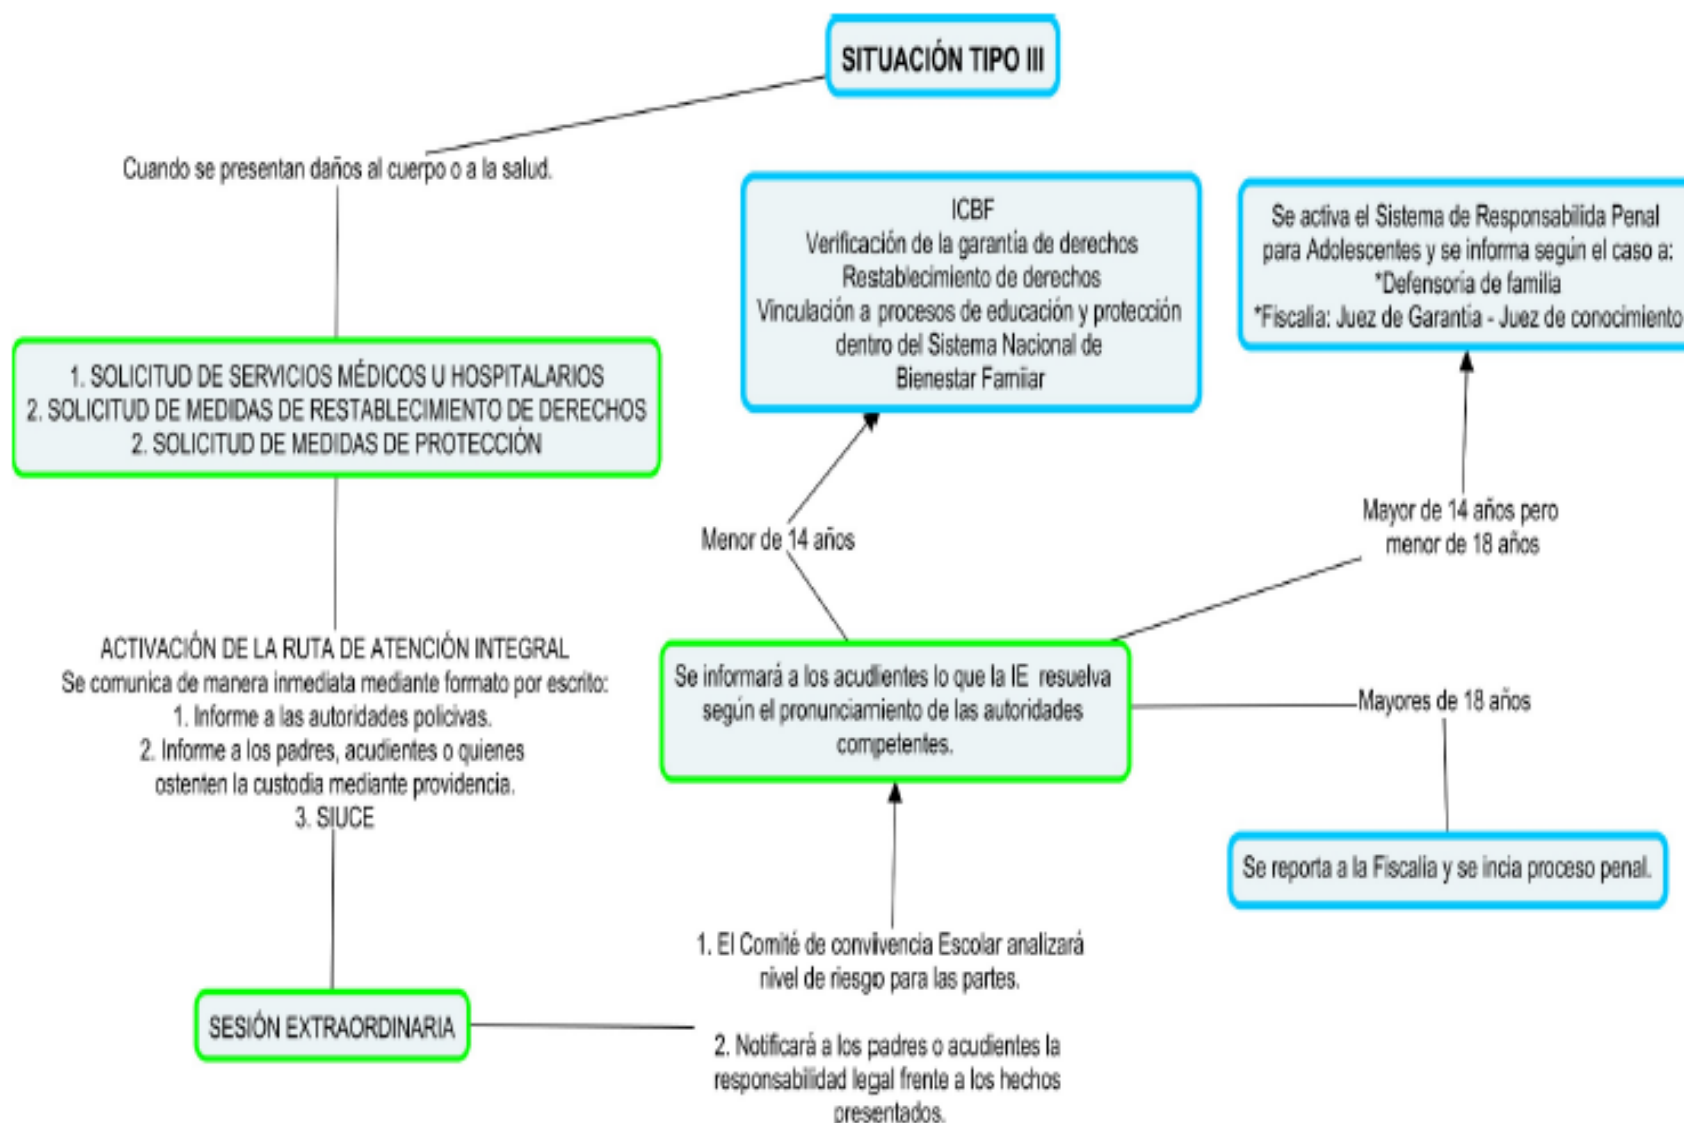 SITUACIÓN TIPO III
Cuando se presentan daños al cuerpo o a la salud.
1. SOLICITUD DE SERVICIOS MÉDICOS U HOSPITALARIOS
2. SOLICITUD DE MEDIDAS DE RESTABLECIMIENTO DE DERECHOS
2. SOLICITUD DE MEDIDAS DE PROTECCIÓN
ACTIVACIÓN DE LA RUTA DE ATENCIÓN INTEGRAL
Se comunica de manera inmediata mediante formato por escrito:
1. Informe a las autoridades policivas.
2. Informe a los padres, acudientes o quienes
ostenten la custodia mediante providencia.
3. SIUCE
SESIÓN EXTRAORDINARIA
1. El Comité de convivencia Escolar analizará
nivel de riesgo para las partes.
2. Notificará a los padres o acudientes la
responsabilidad legal frente a los hechos
presentados.
Se informará a los acudientes lo que la IE resuelva
según el pronunciamiento de las autoridades
competentes.
Menor de 14 años
ICBF
Verificación de la garantía de derechos
Restablecimiento de derechos
Vinculación a procesos de educación y protección
dentro del Sistema Nacional de
Bienestar Familar
Mayor de 14 años pero
menor de 18 años
Se activa el Sistema de Responsabilida Penal
para Adolescentes y se informa según el caso a:
*Defensoría de familia
*Fiscalia: Juez de Garantía - Juez de conocimiento
Mayores de 18 años
Se reporta a la Fiscalia y se incia proceso penal.